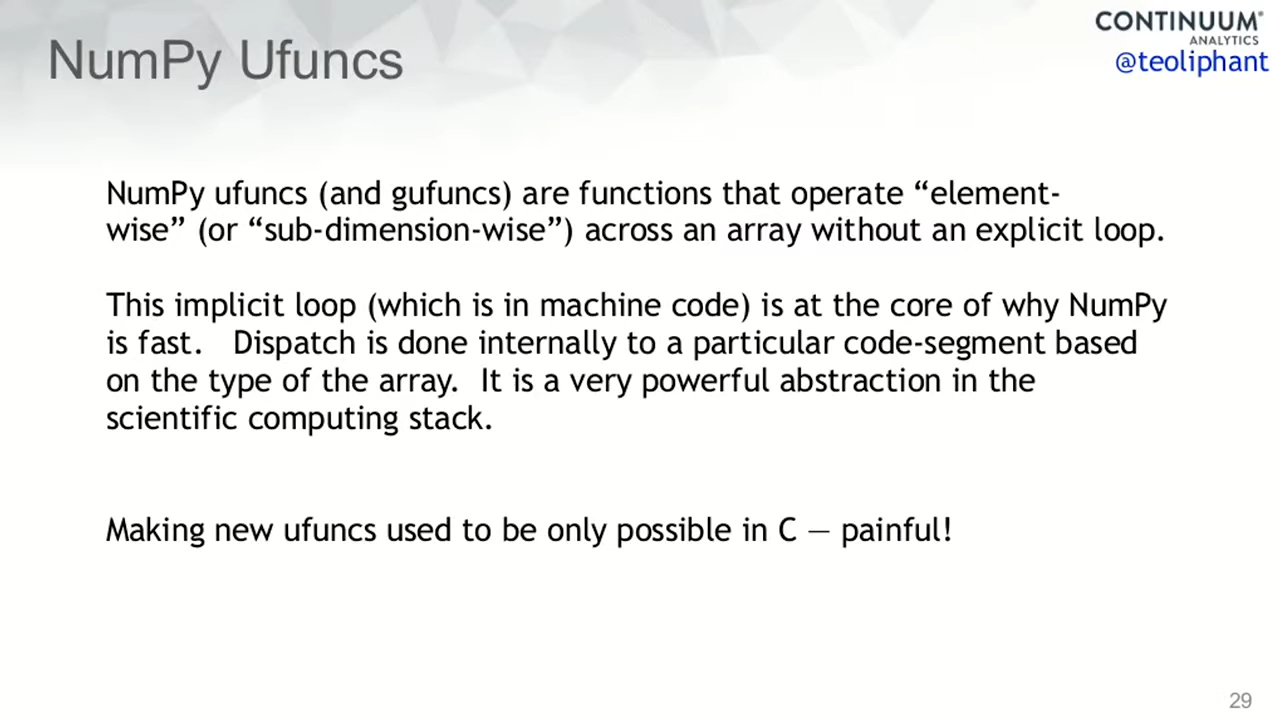 NumPy Ufuncs
CONTINUUM®
ANALYTICS
@teoliphant
NumPy ufuncs (and gufuncs) are functions that operate “element-
wise” (or “sub-dimension-wise”) across an array without an explicit loop.
This implicit loop (which is in machine code) is at the core of why NumPy
is fast.   Dispatch is done internally to a particular code-segment based
on the type of the array.  It is a very powerful abstraction in the
scientific computing stack.
Making new ufuncs used to be only possible in C — painful!
29